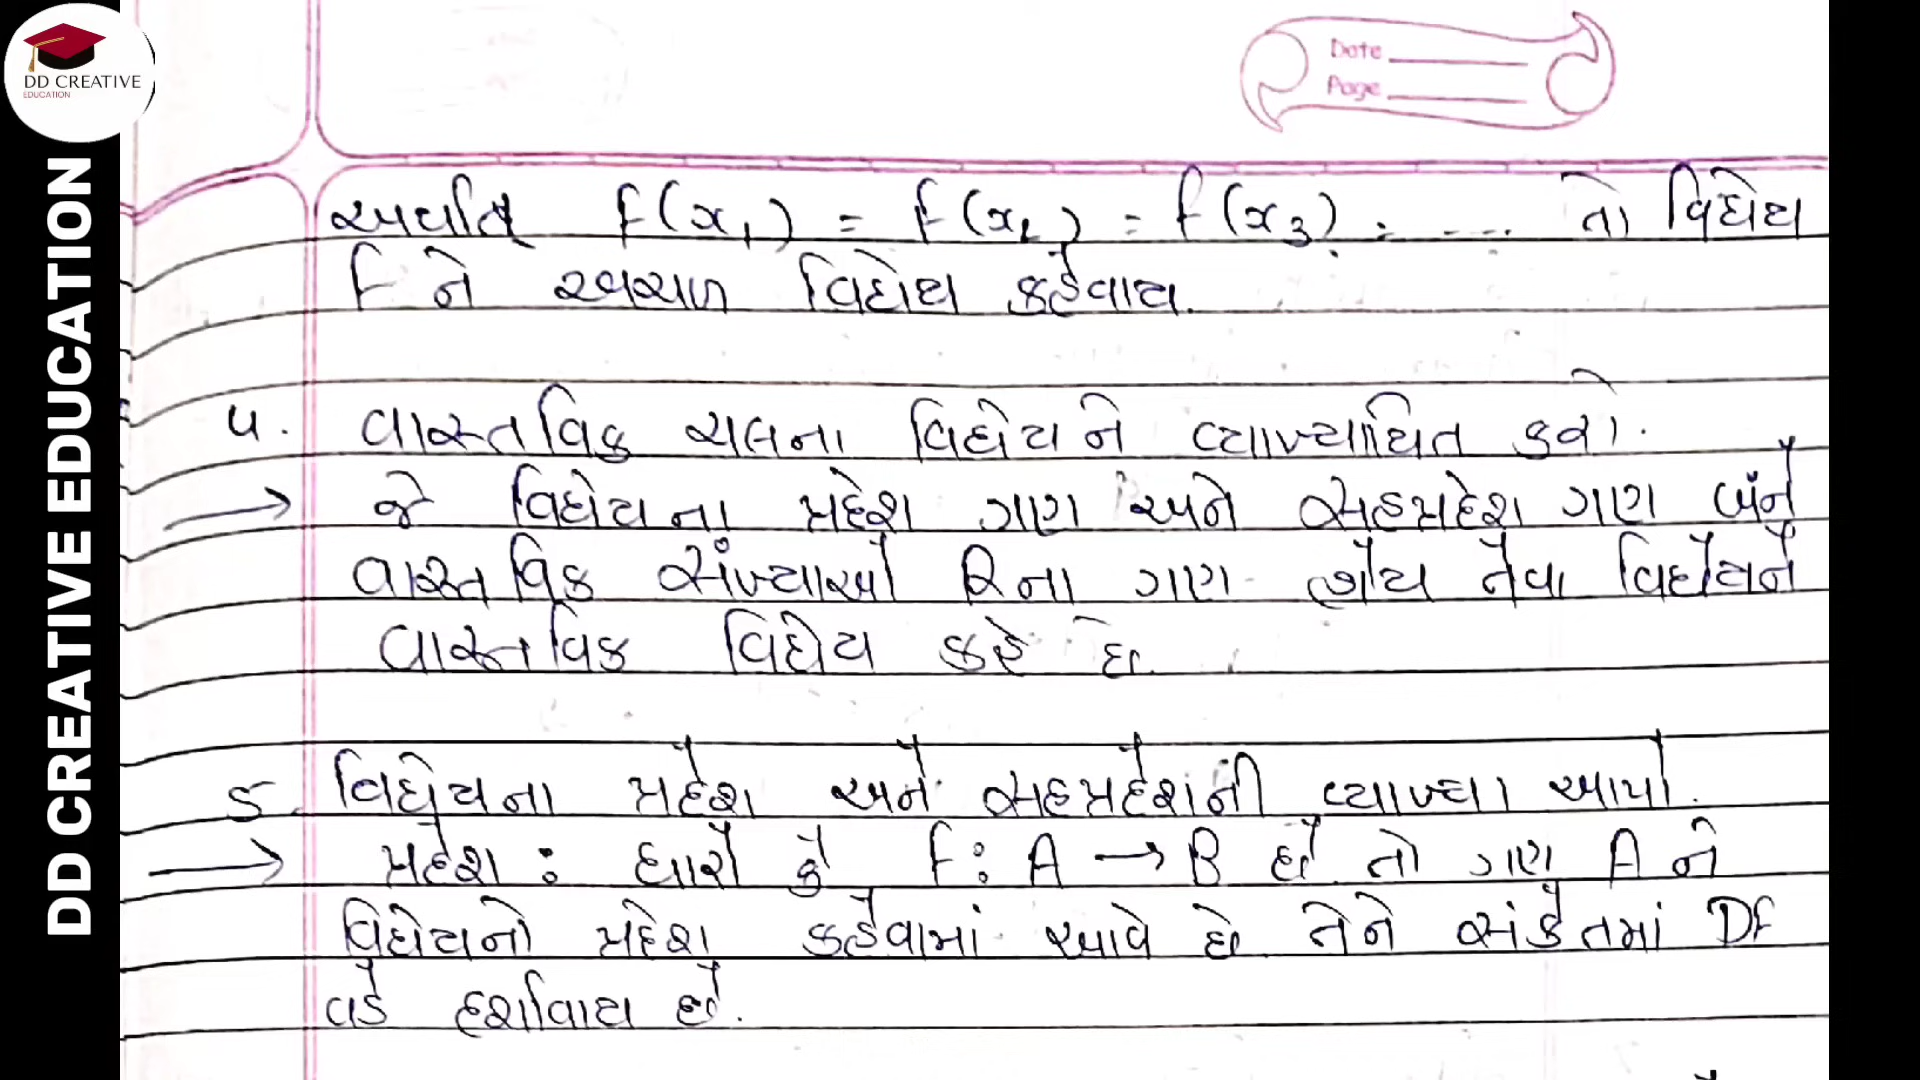 DD CREATIVE
EDUCATION
DD CREATIVE EDUCATION
Date
Page
અર્થાત્ f(x₁) = f(x₂) = f(x₃) = .... તો વિધેય
f ને અચળ વિધેય કહેવાય.
૫. વાસ્તવિક ચલના વિધેયને વ્યાખ્યાયિત કરો.
→ જે વિધેયના પ્રદેશ ગણ અને સહપ્રદેશ ગણ બંને
વાસ્તવિક સંખ્યાઓ R ના ગણ હોય તેવા વિધેયને
વાસ્તવિક વિધેય કહે છે.
૬. વિધેયના પ્રદેશ અને સહપ્રદેશની વ્યાખ્યા આપો.
→ પ્રદેશ : ધારો કે f : A → B હોય તો ગણ A ને
વિધેયનો પ્રદેશ કહેવામાં આવે છે. તેને સંકેતમાં Df
વડે દર્શાવાય છે.